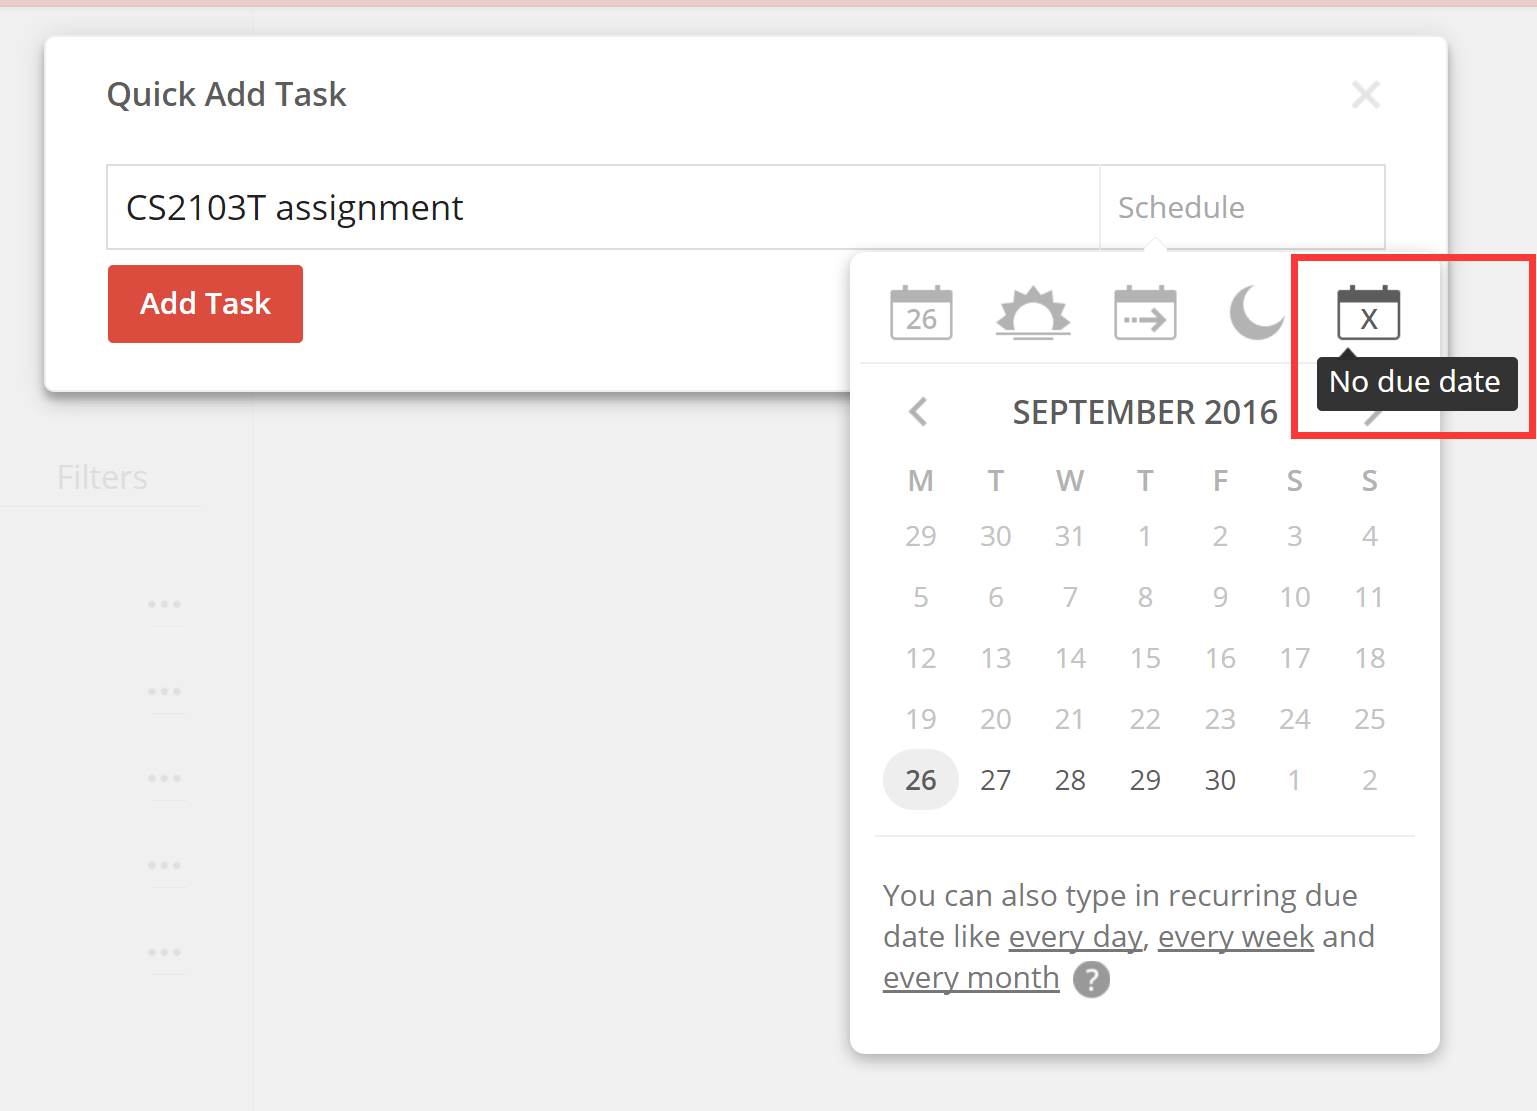 Quick Add Task
CS2103T assignment
Schedule
Add Task
26
X
No due date
SEPTEMBER 2016
M T W T F S S
29 30 31 1 2 3 4
5 6 7 8 9 10 11
12 13 14 15 16 17 18
19 20 21 22 23 24 25
26 27 28 29 30 1 2
You can also type in recurring due
date like every day, every week and
every month ?
Filters